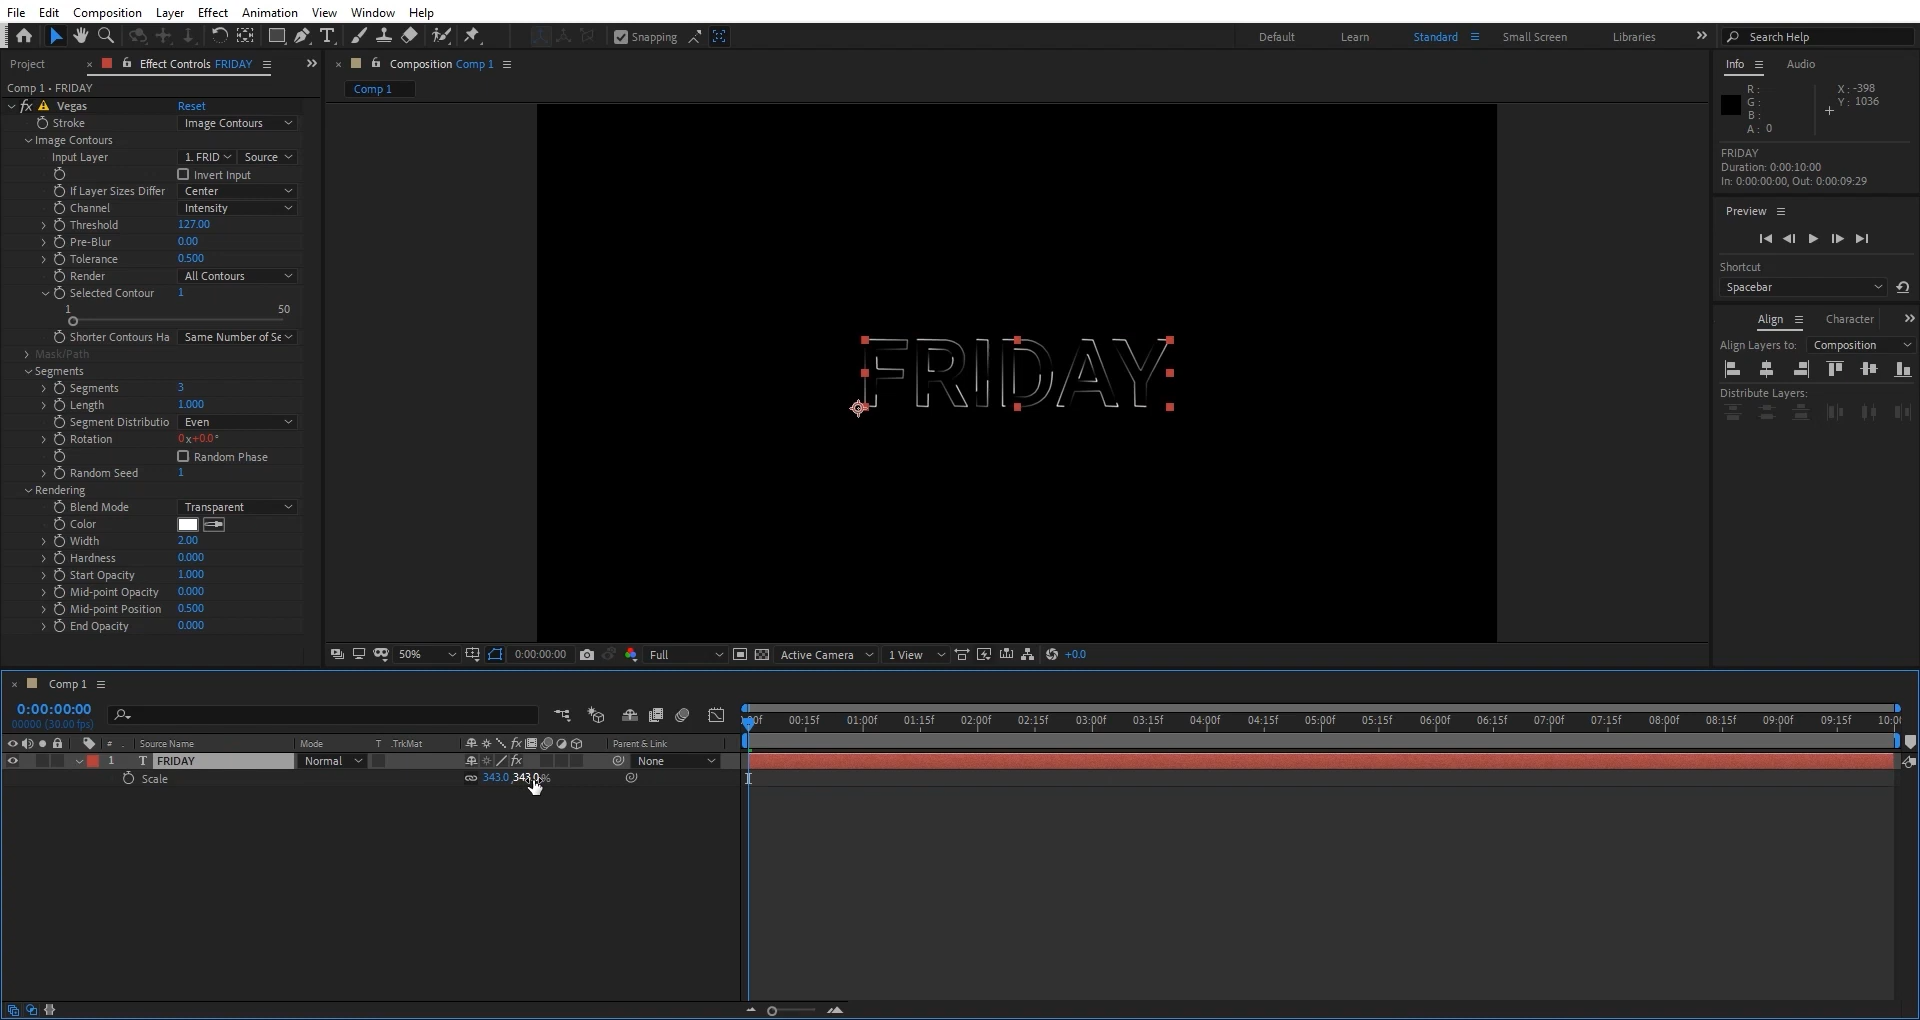 File Edit Composition Layer Effect Animation View Window Help
Snapping
Default Learn Standard Small Screen Libraries
Search Help
Project
Effect Controls FRIDAY
Composition Comp 1
Info Audio
Comp 1 • FRIDAY
Comp 1
fx Vegas Reset
Stroke Image Contours
Image Contours
Input Layer 1. FRID Source
Invert Input
If Layer Sizes Differ Center
Channel Intensity
Threshold 127.00
Pre-Blur 0.00
Tolerance 0.500
Render All Contours
Selected Contour 1
1 50
Shorter Contours Ha Same Number of Se
Mask/Path
Segments
Segments 3
Length 1.000
Segment Distributio Even
Rotation 0x+0.0°
Random Phase
Random Seed 1
Rendering
Blend Mode Transparent
Color
Width 2.00
Hardness 0.000
Start Opacity 1.000
Mid-point Opacity 0.000
Mid-point Position 0.500
End Opacity 0.000
FRIDAY
50% 0:00:00:00 Full Active Camera 1 View +0.0
R :
G :
B :
A : 0
X : -398
Y : 1036
FRIDAY
Duration: 0:00:10:00
In: 0:00:00:00, Out: 0:00:09:29
Preview
Shortcut
Spacebar
Align Character
Align Layers to: Composition
Distribute Layers:
Comp 1
0:00:00:00
00000 (30.00 fps)
:00f 00:15f 01:00f 01:15f 02:00f 02:15f 03:00f 03:15f 04:00f 04:15f 05:00f 05:15f 06:00f 06:15f 07:00f 07:15f 08:00f 08:15f 09:00f 09:15f 10:00
# Source Name Mode T .TrkMat fx Parent & Link
1 T FRIDAY Normal fx None
Scale 343.0, 343.0%